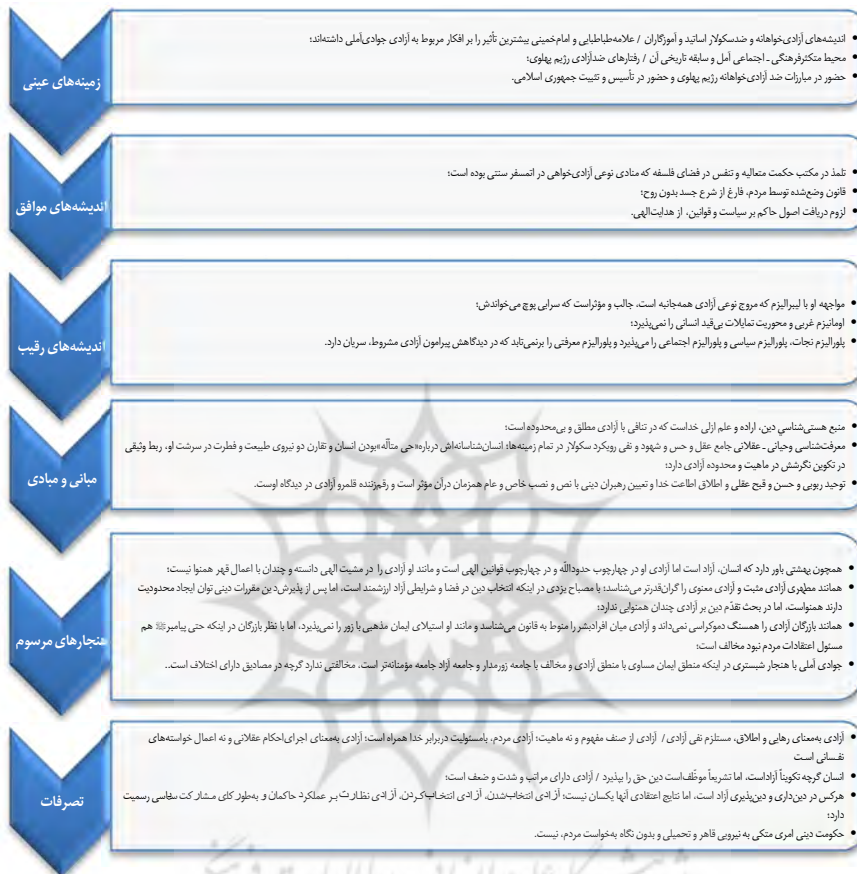 زمینه‌های عینی
• اندیشه‌های آزادی‌خواهانه و ضدسکولار اساتید و آموزگاران / علامه‌طباطبایی و امام‌خمینی بیشترین تأثیر را بر افکار مربوط به آزادی جوادی‌آملی داشته‌اند؛
• محیط متکثرفرهنگی ـ اجتماعی آمل و سابقه تاریخی آن / رفتارهای ضدآزادی رژیم پهلوی؛
• حضور در مبارزات ضد آزادی‌خواهانه رژیم پهلوی و حضور در تأسیس و تثبیت جمهوری اسلامی.
اندیشه‌های موافق
• تلمذ در مکتب حکمت متعالیه و تنفس در فضای فلسفه که منادی نوعی آزادی‌خواهی در اتمسفر سنتی بوده است؛
• قانون وضع‌شده توسط مردم، فارغ از شرع جسد بدون روح؛
• لزوم دریافت اصول حاکم بر سیاست و قوانین، از هدایت‌الهی.
اندیشه‌های رقیب
• مواجهه او با لیبرالیزم که مروج نوعی آزادی همه‌جانبه است، جالب و مؤثراست که سرابی پوچ می‌خواندش؛
• اومانیزم غربی و محوریت تمایلات بی‌قید انسانی را نمی‌پذیرد؛
• پلورالیزم نجات، پلورالیزم سیاسی و پلورالیزم اجتماعی را می‌پذیرد و پلورالیزم معرفتی را برنمی‌تابد که در دیدگاهش پیرامون آزادی مشروط، سریان دارد.
مبانی و مبادی
• منبع هستی‌شناسی دین، اراده و علم ازلی خداست که در تنافی با آزادی مطلق و بی‌محدوده است؛
• معرفت‌شناسی وحیانی ـ عقلانی جامع عقل و حس و شهود و نفی رویکرد سکولار در تمام زمینه‌ها؛ انسان‌شناسانه‌اش درباره«حی متألّه»بودن انسان و تقارن دو نیروی طبیعت و فطرت در سرشت او، ربط وثیقی
در تکوین نگرشش در ماهیت و محدوده آزادی دارد؛
• توحید ربوبی و حسن و قبح عقلی و اطلاق اطاعت خدا و تعیین رهبران دینی با نص و نصب خاص و عام همزمان درآن مؤثر است و رقم‌زننده قلمرو آزادی در دیدگاه اوست.
هنجارهای مرسوم
• همچون بهشتی باور دارد که انسان، آزاد است اما آزادی او در چهارچوب حدودالله و در چهارچوب قوانین الهی است و مانند او آزادی را در مشیت الهی دانسته و چندان با اعمال قهر همنوا نیست؛
• همانند مطهری آزادی مثبت و آزادی معنوی را گران‌قدرتر می‌شناسد؛ با مصباح یزدی در اینکه انتخاب دین در فضا و شرایطی آزاد ارزشمند است، اما پس از پذیرش‌دین مقررات دینی توان ایجاد محدودیت
دارند همنواست، اما در بحث تقدّم دین بر آزادی چندان همنوایی ندارد؛
• همانند بازرگان آزادی را همسنگ دموکراسی نمی‌داند و آزادی میان افرادبشر را منوط به قانون می‌شناسد و مانند او استیلای ایمان مذهبی با زور را نمی‌پذیرد، اما با نظر بازرگان در اینکه حتی پیامبرﷺ هم
مسئول اعتقادات مردم نبود مخالف است؛
• جوادی آملی با هنجار شبستری در اینکه منطق ایمان مساوی با منطق آزادی و مخالف با جامعه زورمدار و جامعه آزاد جامعه مؤمنانه‌تر است، مخالفتی ندارد گرچه در مصادیق دارای اختلاف است..
تصرفات
• آزادی به‌معنای رهایی و اطلاق، مستلزم نفی آزادی/ آزادی از صنف مفهوم و نه ماهیت؛ آزادی مردم، بامسئولیت دربرابر خدا همراه است؛ آزادی به‌معنای اجرای‌احکام عقلانی و نه اعمال خواسته‌های
نفسانی است
• انسان گرچه تکویناً آزاداست، اما تشریعاً موظف‌است دین حق را بپذیرد / آزادی دارای مراتب و شدت و ضعف است؛
• هرکس در دین‌داری و دین‌پذیری آزاد است، اما نتایج اعتقادی آنها یکسان نیست؛ آزادی انتخاب‌شدن، آزادی انتخاب‌کردن، آزادی نظارت بر عملکرد حاکمان و به‌طور کلی مشارکت سیاسی رسمیت
دارد؛
• حکومت دینی امری متکی به نیرویی قاهر و تحمیلی و بدون نگاه به‌خواست مردم، نیست.